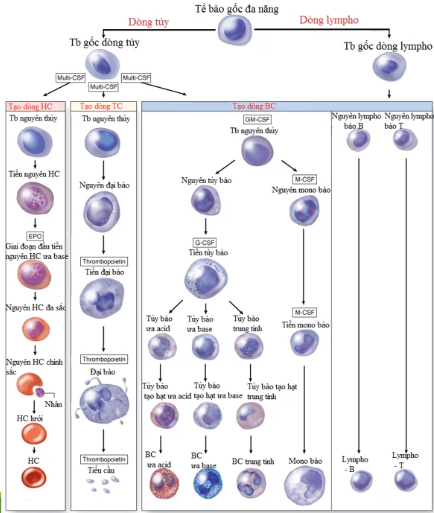 Tế bào gốc đa năng
Dòng tủy
Dòng lympho
Tb gốc dòng tủy
Tb gốc dòng lympho
Multi-CSF
Multi-CSF
Multi-CSF
Tạo dòng HC
Tb nguyên thủy
Tiền nguyên HC
EPO
Giai đoạn đầu tiền
nguyên HC ưa base
Nguyên HC đa sắc
Nguyên HC chính
sắc
Nhân
HC lưới
HC
Tạo dòng TC
Tb nguyên thủy
Nguyên đại bào
Thrombopoietin
Tiền đại bào
Thrombopoietin
Đại bào
Thrombopoietin
Tiểu cầu
Tạo dòng BC
GM-CSF
Tb nguyên thủy
Nguyên tủy bào
M-CSF
Nguyên mono bào
G-CSF
Tiền tủy bào
Tủy bào
ưa acid
Tủy bào
ưa base
Tủy bào
trung tính
M-CSF
Tiền mono bào
Tủy bào
tạo hạt ưa acid
Tủy bào
tạo hạt ưa base
Tủy bào tạo hạt
trung tính
BC
ưa acid
BC
ưa base
BC trung tính
Mono bào
Nguyên lympho
bào B
Nguyên lympho
bào T
Lympho
- B
Lympho
- T